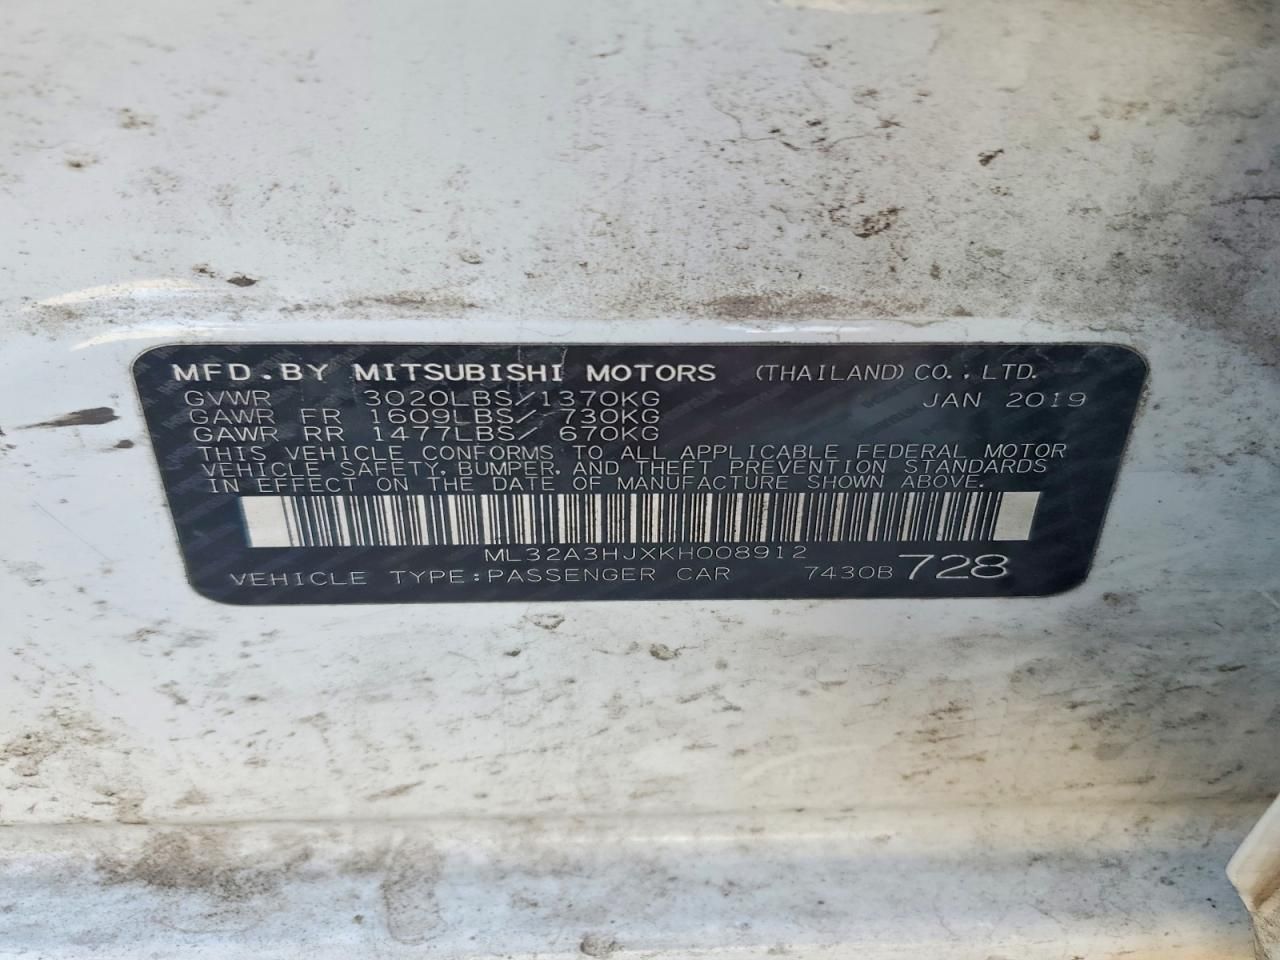 MFD.BY MITSUBISHI MOTORS (THAILAND) CO., LTD.
GVWR 3020LBS/1370KG JAN 2019
GAWR FR 1609LBS/ 730KG
GAWR RR 1477LBS/ 670KG
THIS VEHICLE CONFORMS TO ALL APPLICABLE FEDERAL MOTOR
VEHICLE SAFETY, BUMPER, AND THEFT PREVENTION STANDARDS
IN EFFECT ON THE DATE OF MANUFACTURE SHOWN ABOVE.
ML32A3HJXKH008912
VEHICLE TYPE:PASSENGER CAR 7430B 728